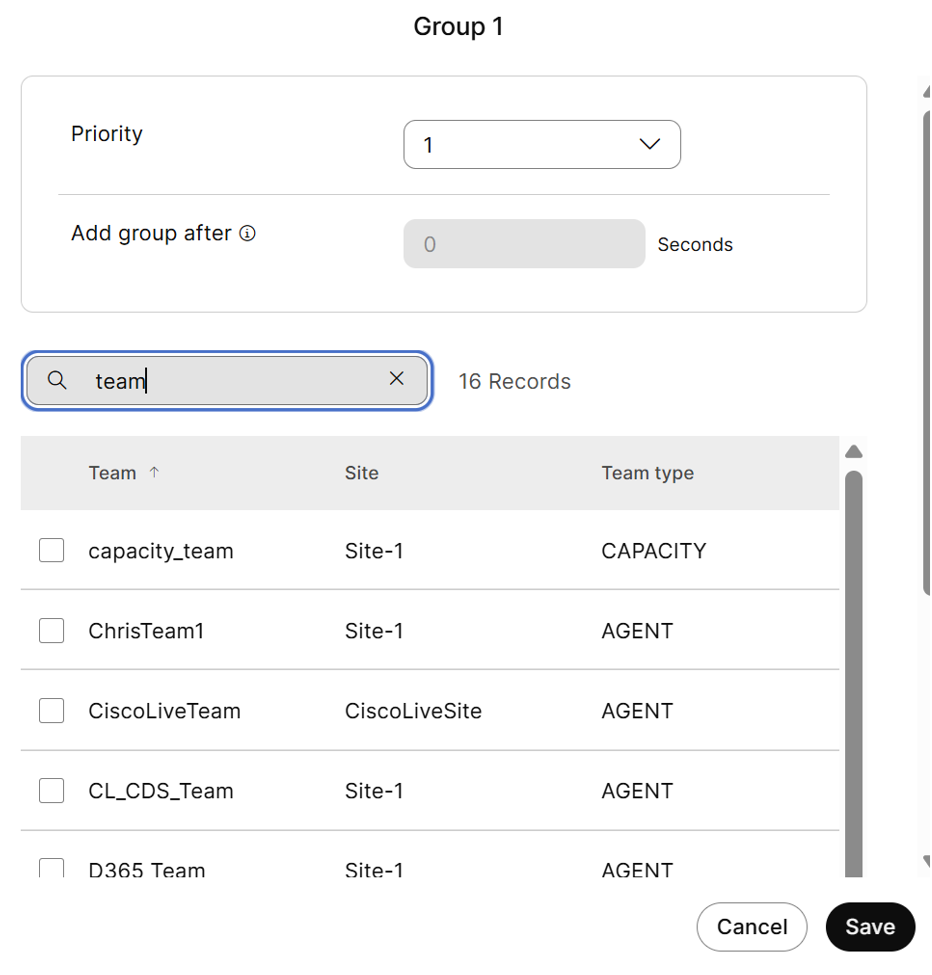 Group 1
Priority
1
Add group after
0
Seconds
team
16 Records
Team ↑ Site Team type
capacity_team Site-1 CAPACITY
ChrisTeam1 Site-1 AGENT
CiscoLiveTeam CiscoLiveSite AGENT
CL_CDS_Team Site-1 AGENT
D365 Team Site-1 AGENT
Cancel Save